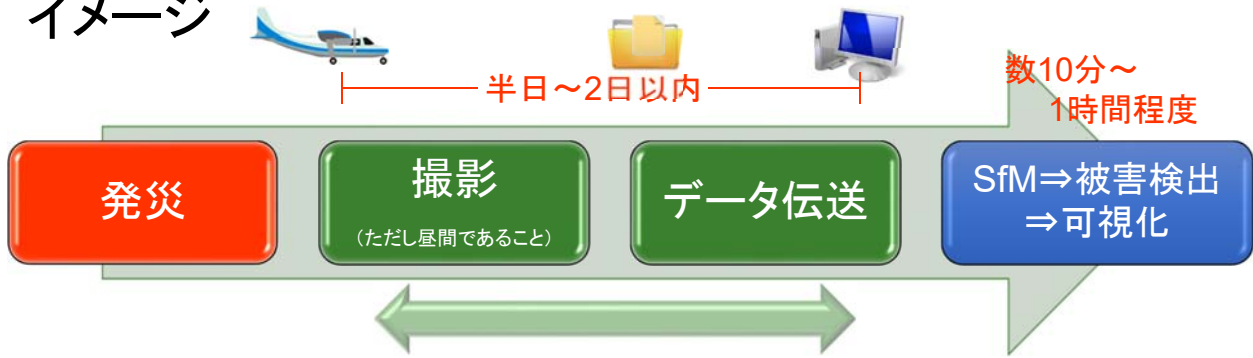 イメージ
半日～2日以内
数10分～
1時間程度
発災
撮影
（ただし昼間であること）
データ伝送
SfM⇒被害検出
⇒可視化